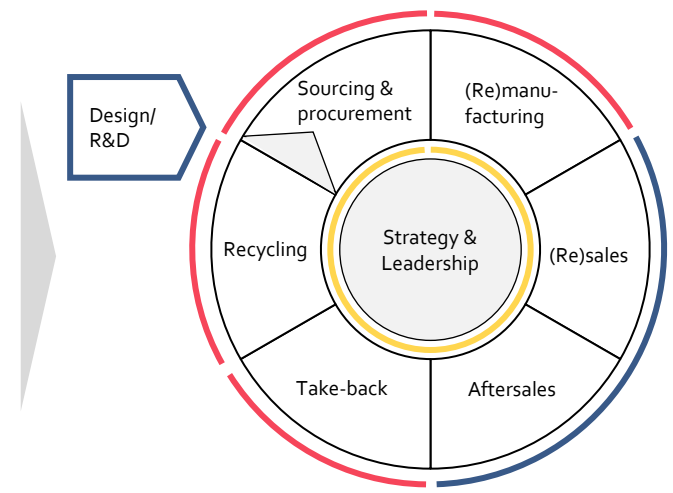 Design/
R&D
Sourcing &
procurement
(Re)manu-
facturing
Recycling
Strategy &
Leadership
(Re)sales
Take-back
Aftersales